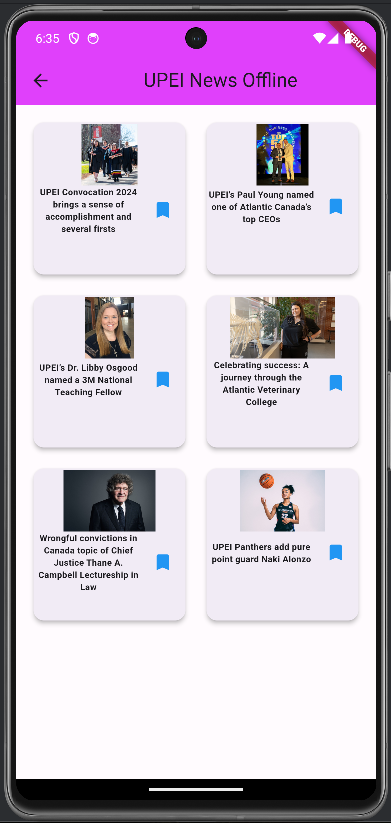 6:35
DEBUG
UPEI News Offline
UPEI Convocation 2024
brings a sense of
accomplishment and
several firsts
UPEI's Paul Young named
one of Atlantic Canada's
top CEOs
UPEI's Dr. Libby Osgood
named a 3M National
Teaching Fellow
Celebrating success: A
journey through the
Atlantic Veterinary
College
Wrongful convictions in
Canada topic of Chief
Justice Thane A.
Campbell Lectureship in
Law
UPEI Panthers add pure
point guard Naki Alonzo